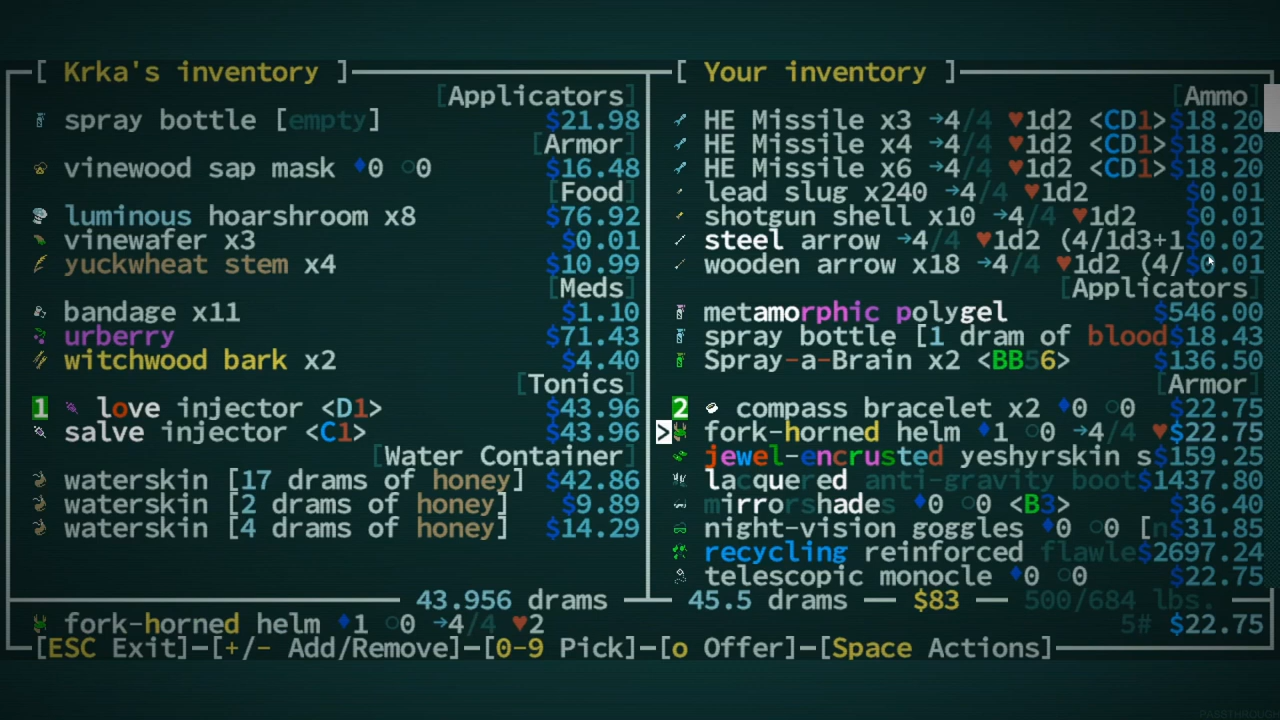 [ Krka's inventory ]
[Applicators]
spray bottle [empty] $21.98
[Armor]
vinewood sap mask ♦0 ○0 $16.48
[Food]
luminous hoarshroom x8 $76.92
vinewafer x3 $0.01
yuckwheat stem x4 $10.99
[Meds]
bandage x11 $1.10
urberry $71.43
witchwood bark x2 $4.40
[Tonics]
1 love injector <D1> $43.96
salve injector <C1> $43.96
[Water Container]
waterskin [17 drams of honey] $42.86
waterskin [2 drams of honey] $9.89
waterskin [4 drams of honey] $14.29
43.956 drams
[ Your inventory ]
[Ammo]
HE Missile x3 →4/4 ♥1d2 <CD1> $18.20
HE Missile x4 →4/4 ♥1d2 <CD1> $18.20
HE Missile x6 →4/4 ♥1d2 <CD1> $18.20
lead slug x240 →4/4 ♥1d2 $0.01
shotgun shell x10 →4/4 ♥1d2 $0.01
steel arrow →4/4 ♥1d2 (4/1d3+1 $0.02
wooden arrow x18 →4/4 ♥1d2 (4/ $0.01
[Applicators]
metamorphic polygel $546.00
spray bottle [1 dram of blood $18.43
Spray-a-Brain x2 <BB56> $136.50
[Armor]
2 compass bracelet x2 ♦0 ○0 $22.75
> fork-horned helm ♦1 ○0 →4/4 ♥ $22.75
jewel-encrusted yeshyrskin s $159.25
lacquered anti-gravity boot $1437.80
mirrorshades ♦0 ○0 <B3> $36.40
night-vision goggles ♦0 ○0 [n $31.85
recycling reinforced flawle $2697.24
telescopic monocle ♦0 ○0 $22.75
45.5 drams $83 500/684 lbs.
fork-horned helm ♦1 ○0 →4/4 ♥2 5# $22.75
[ESC Exit] [+/- Add/Remove] [0-9 Pick] [o Offer] [Space Actions]